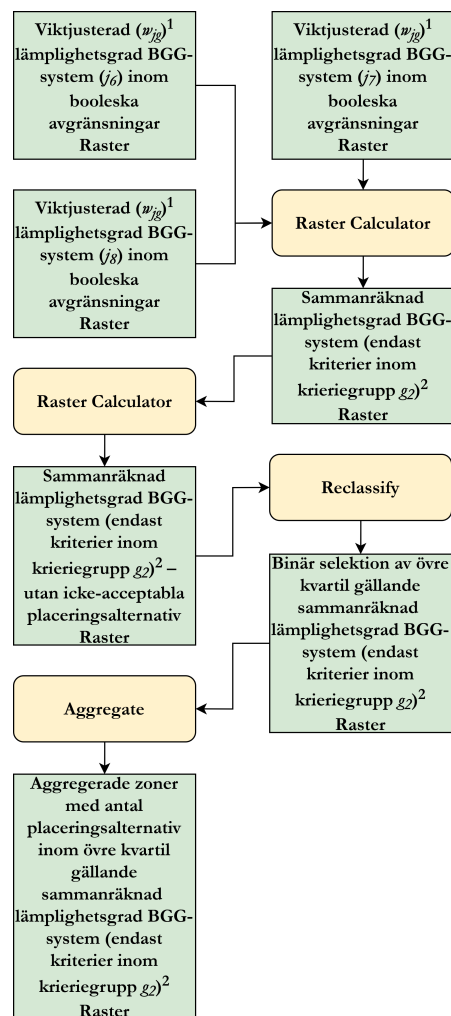 Viktjusterad (w_jg)¹
lämplighetsgrad BGG-
system (j₆) inom
booleska
avgränsningar
Raster
Viktjusterad (w_jg)¹
lämplighetsgrad BGG-
system (j₇) inom
booleska
avgränsningar
Raster
Viktjusterad (w_jg)¹
lämplighetsgrad BGG-
system (j₈) inom
booleska
avgränsningar
Raster
Raster Calculator
Sammanräknad
lämplighetsgrad BGG-
system (endast
kriterier inom
krieriegrupp g₂)²
Raster
Raster Calculator
Sammanräknad
lämplighetsgrad BGG-
system (endast
kriterier inom
krieriegrupp g₂)² –
utan icke-acceptabla
placeringsalternativ
Raster
Reclassify
Binär selektion av övre
kvartil gällande
sammanräknad
lämplighetsgrad BGG-
system (endast
kriterier inom
krieriegrupp g₂)²
Raster
Aggregate
Aggregerade zoner
med antal
placeringsalternativ
inom övre kvartil
gällande
sammanräknad
lämplighetsgrad BGG-
system (endast
kriterier inom
krieriegrupp g₂)²
Raster